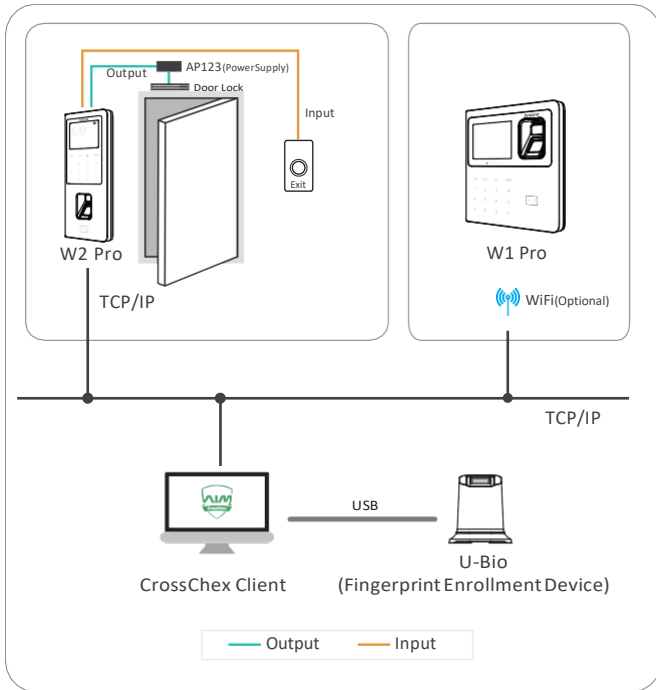 Output
AP123(PowerSupply)
Door Lock
Input
Exit
W2 Pro
W1 Pro
TCP/IP
WiFi(Optional)
TCP/IP
USB
CrossChex Client
U-Bio
(Fingerprint Enrollment Device)
Output
Input